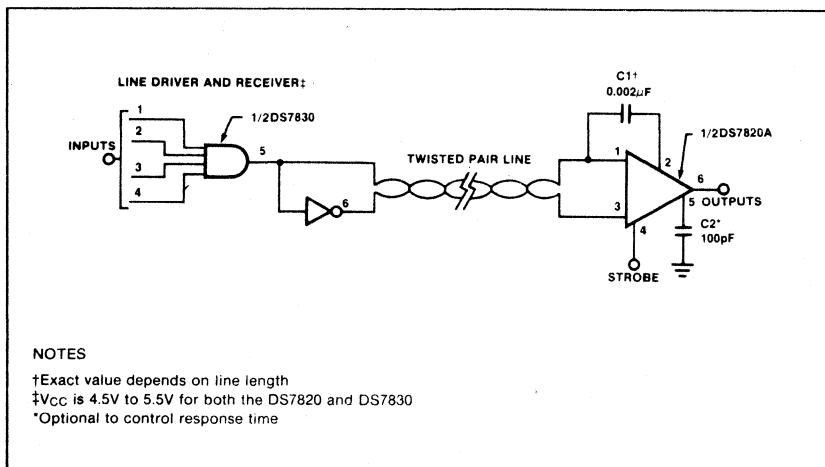 LINE DRIVER AND RECEIVER‡
C1†
0.002μF
1
1/2DS7830
1/2DS7820A
2
INPUTS
3
4
5
6
TWISTED PAIR LINE
1
2
3
4
6
OUTPUTS
5
C2*
100pF
STROBE
NOTES
†Exact value depends on line length
‡VCC is 4.5V to 5.5V for both the DS7820 and DS7830
*Optional to control response time